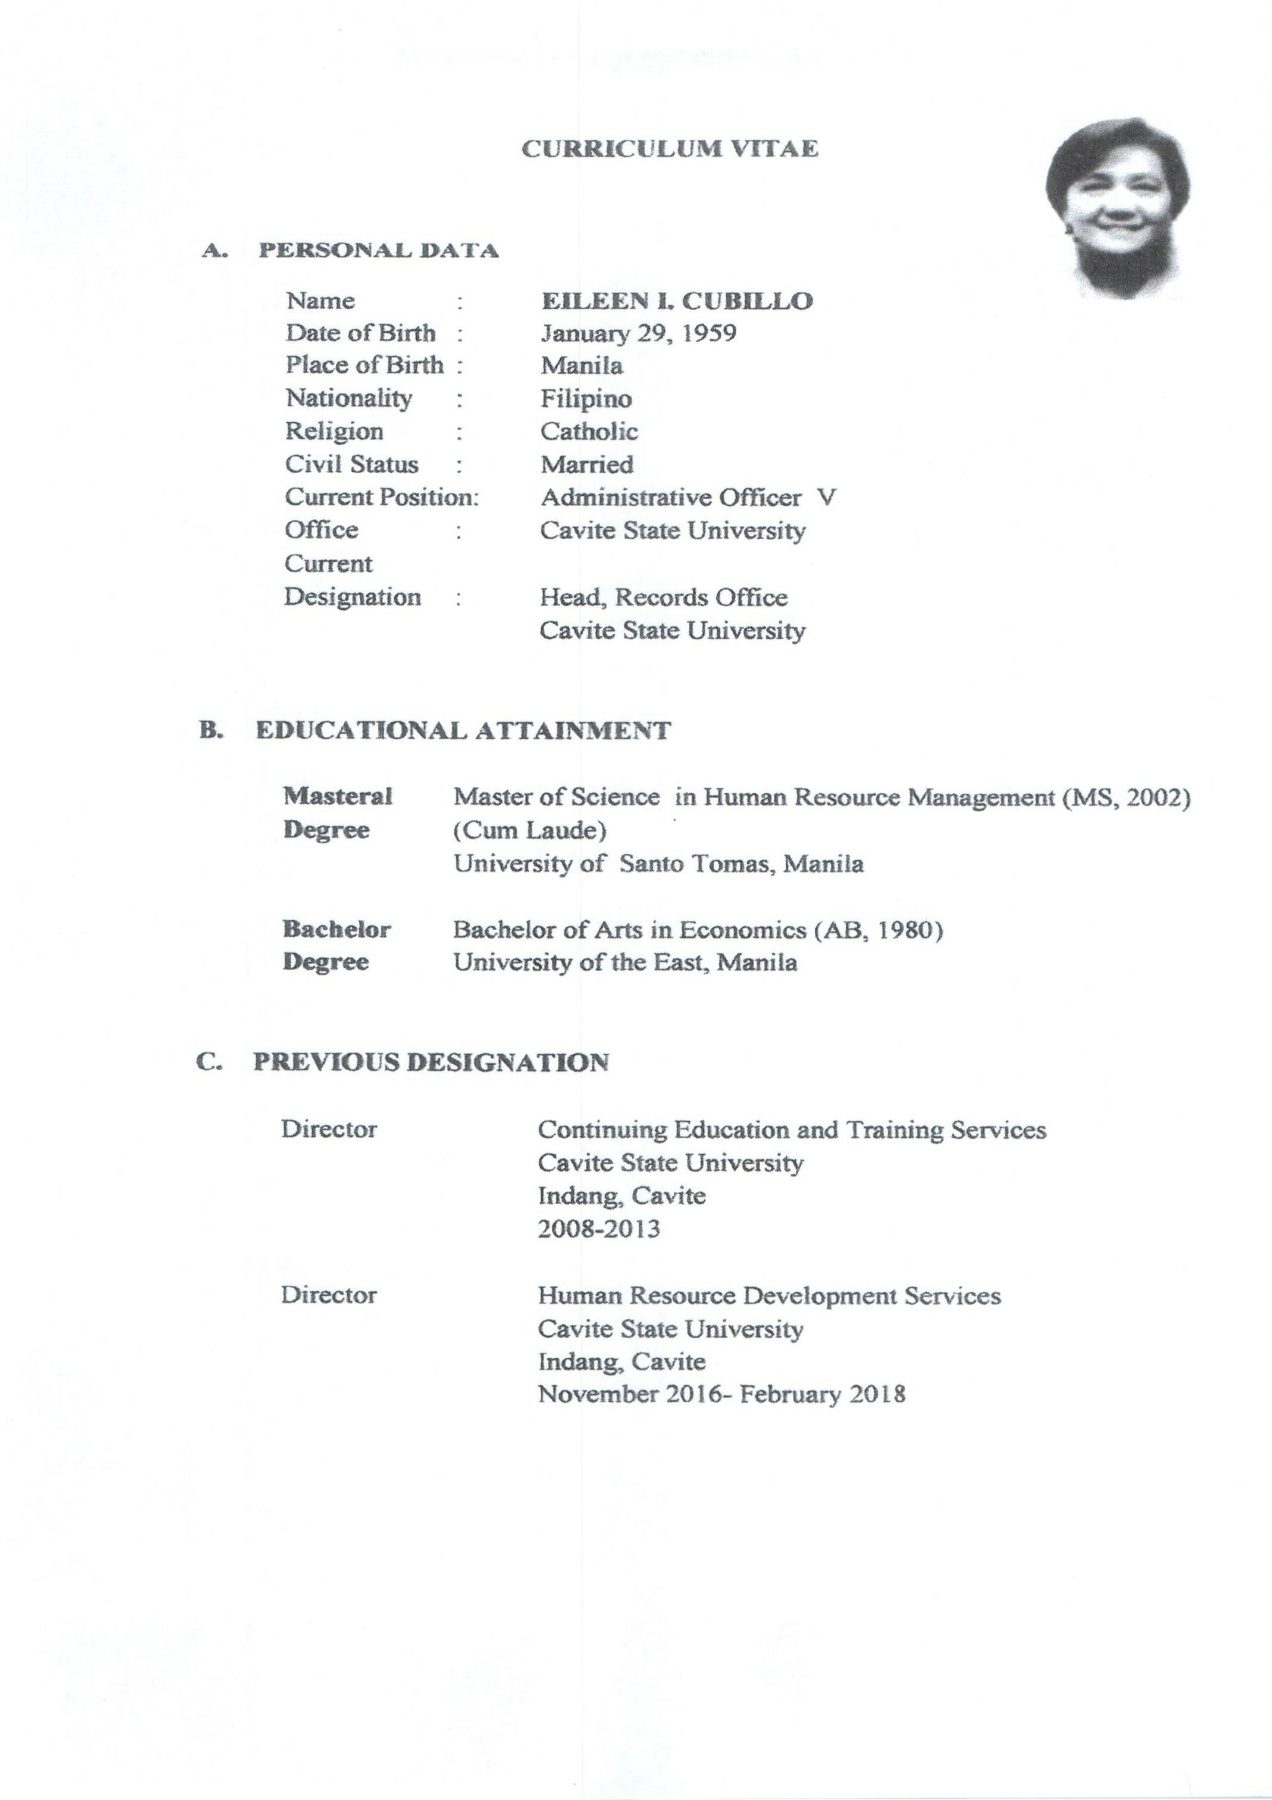 CURRICULUM VITAE
A. PERSONAL DATA
Name : EILEEN I. CUBILLO
Date of Birth : January 29, 1959
Place of Birth : Manila
Nationality : Filipino
Religion : Catholic
Civil Status : Married
Current Position: Administrative Officer V
Office : Cavite State University
Current
Designation : Head, Records Office
Cavite State University
B. EDUCATIONAL ATTAINMENT
Masteral Master of Science in Human Resource Management (MS, 2002)
Degree (Cum Laude)
University of Santo Tomas, Manila
Bachelor Bachelor of Arts in Economics (AB, 1980)
Degree University of the East, Manila
C. PREVIOUS DESIGNATION
Director Continuing Education and Training Services
Cavite State University
Indang, Cavite
2008-2013
Director Human Resource Development Services
Cavite State University
Indang, Cavite
November 2016- February 2018